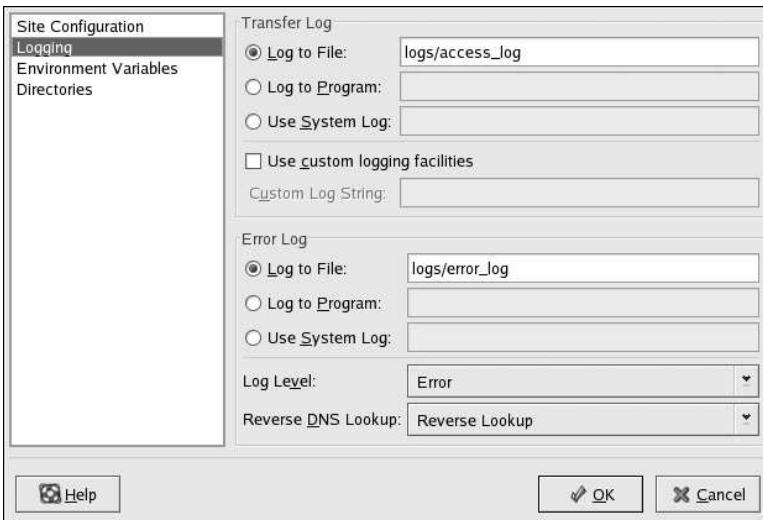 Site Configuration
Logging
Environment Variables
Directories
Transfer Log
Log to File: logs/access_log
Log to Program:
Use System Log:
Use custom logging facilities
Custom Log String:
Error Log
Log to File: logs/error_log
Log to Program:
Use System Log:
Log Level: Error
Reverse DNS Lookup: Reverse Lookup
Help OK Cancel